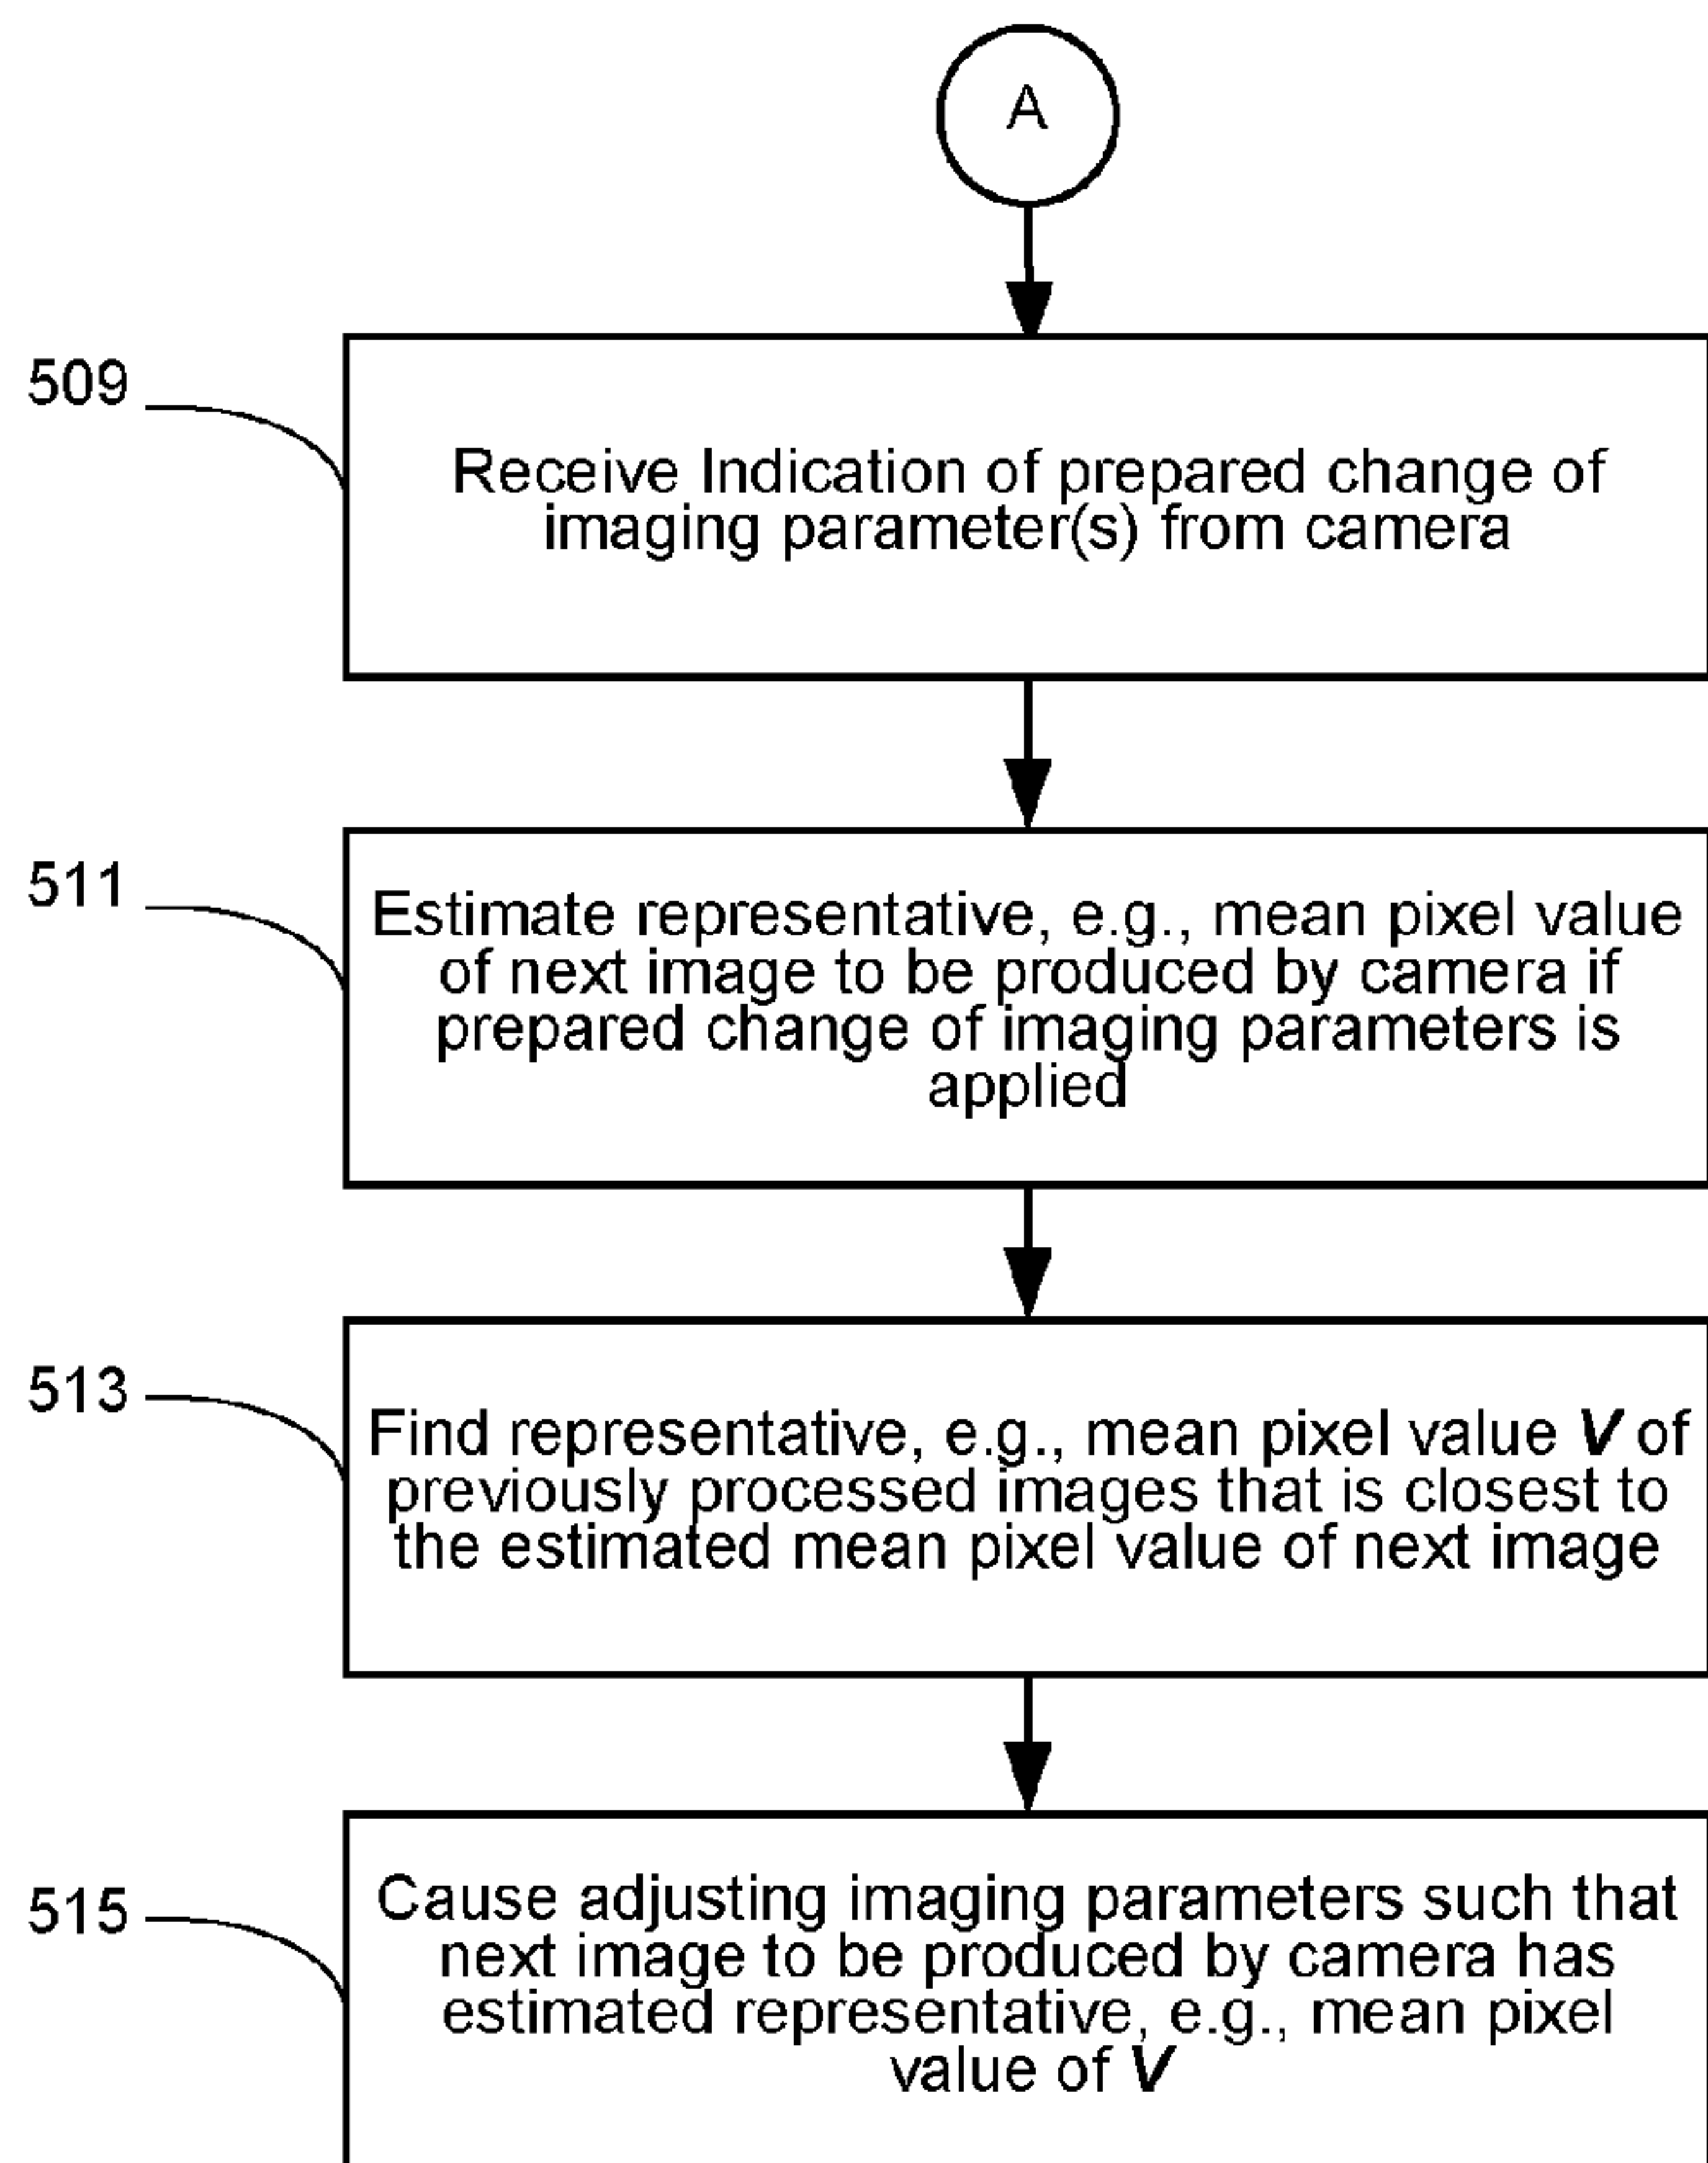 A
509
Receive Indication of prepared change of
imaging parameter(s) from camera
511
Estimate representative, e.g., mean pixel value
of next image to be produced by camera if
prepared change of imaging parameters is
applied
513
Find representative, e.g., mean pixel value V of
previously processed images that is closest to
the estimated mean pixel value of next image
515
Cause adjusting imaging parameters such that
next image to be produced by camera has
estimated representative, e.g., mean pixel
value of V